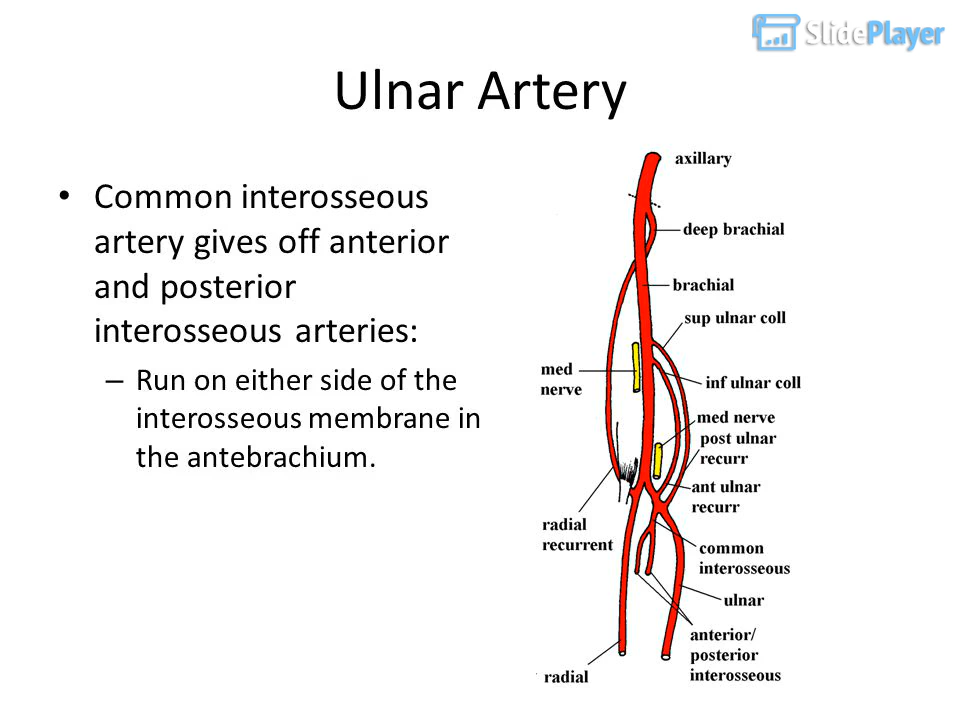 SlidePlayer
Ulnar Artery
• Common interosseous
artery gives off anterior
and posterior
interosseous arteries:
– Run on either side of the
interosseous membrane in
the antebrachium.
axillary
deep brachial
brachial
sup ulnar coll
med
nerve
inf ulnar coll
med nerve
post ulnar
recurr
ant ulnar
recurr
radial
recurrent
common
interosseous
ulnar
anterior/
posterior
interosseous
radial